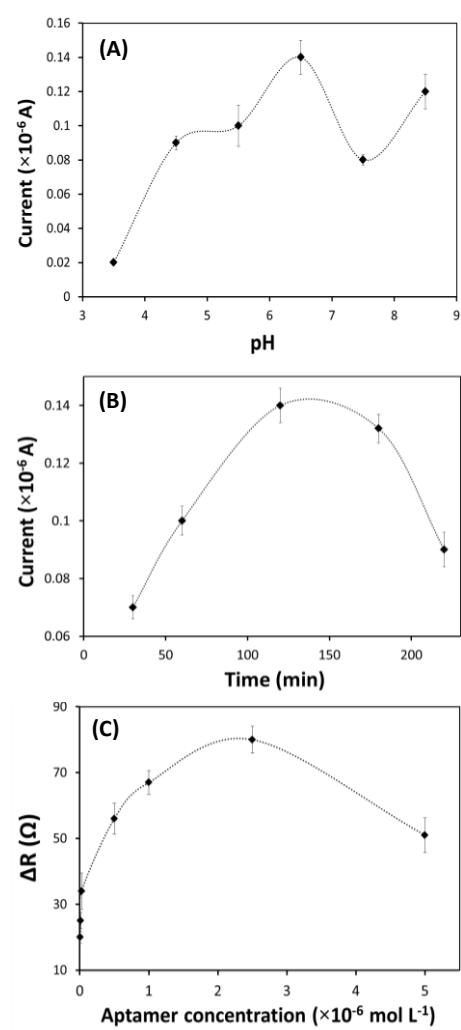 (A)
Current (×10⁻⁶ A)
0.16
0.14
0.12
0.1
0.08
0.06
0.04
0.02
0
3 4 5 6 7 8 9
pH
(B)
Current (×10⁻⁶ A)
0.14
0.12
0.1
0.08
0.06
0 50 100 150 200
Time (min)
(C)
ΔR (Ω)
90
70
50
30
10
0 1 2 3 4 5
Aptamer concentration (×10⁻⁶ mol L⁻¹)